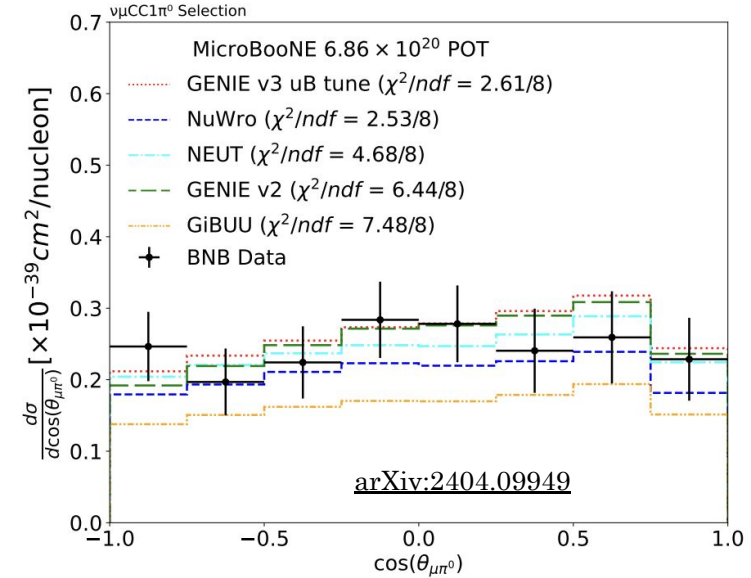 νμCC1π⁰ Selection
MicroBooNE 6.86 × 10²⁰ POT
GENIE v3 uB tune (χ²/ndf = 2.61/8)
NuWro (χ²/ndf = 2.53/8)
NEUT (χ²/ndf = 4.68/8)
GENIE v2 (χ²/ndf = 6.44/8)
GiBUU (χ²/ndf = 7.48/8)
BNB Data
dσ/dcos(θμπ⁰) [×10⁻³⁹cm²/nucleon]
0.7
0.6
0.5
0.4
0.3
0.2
0.1
0.0
arXiv:2404.09949
−1.0 −0.5 0.0 0.5 1.0
cos(θμπ⁰)